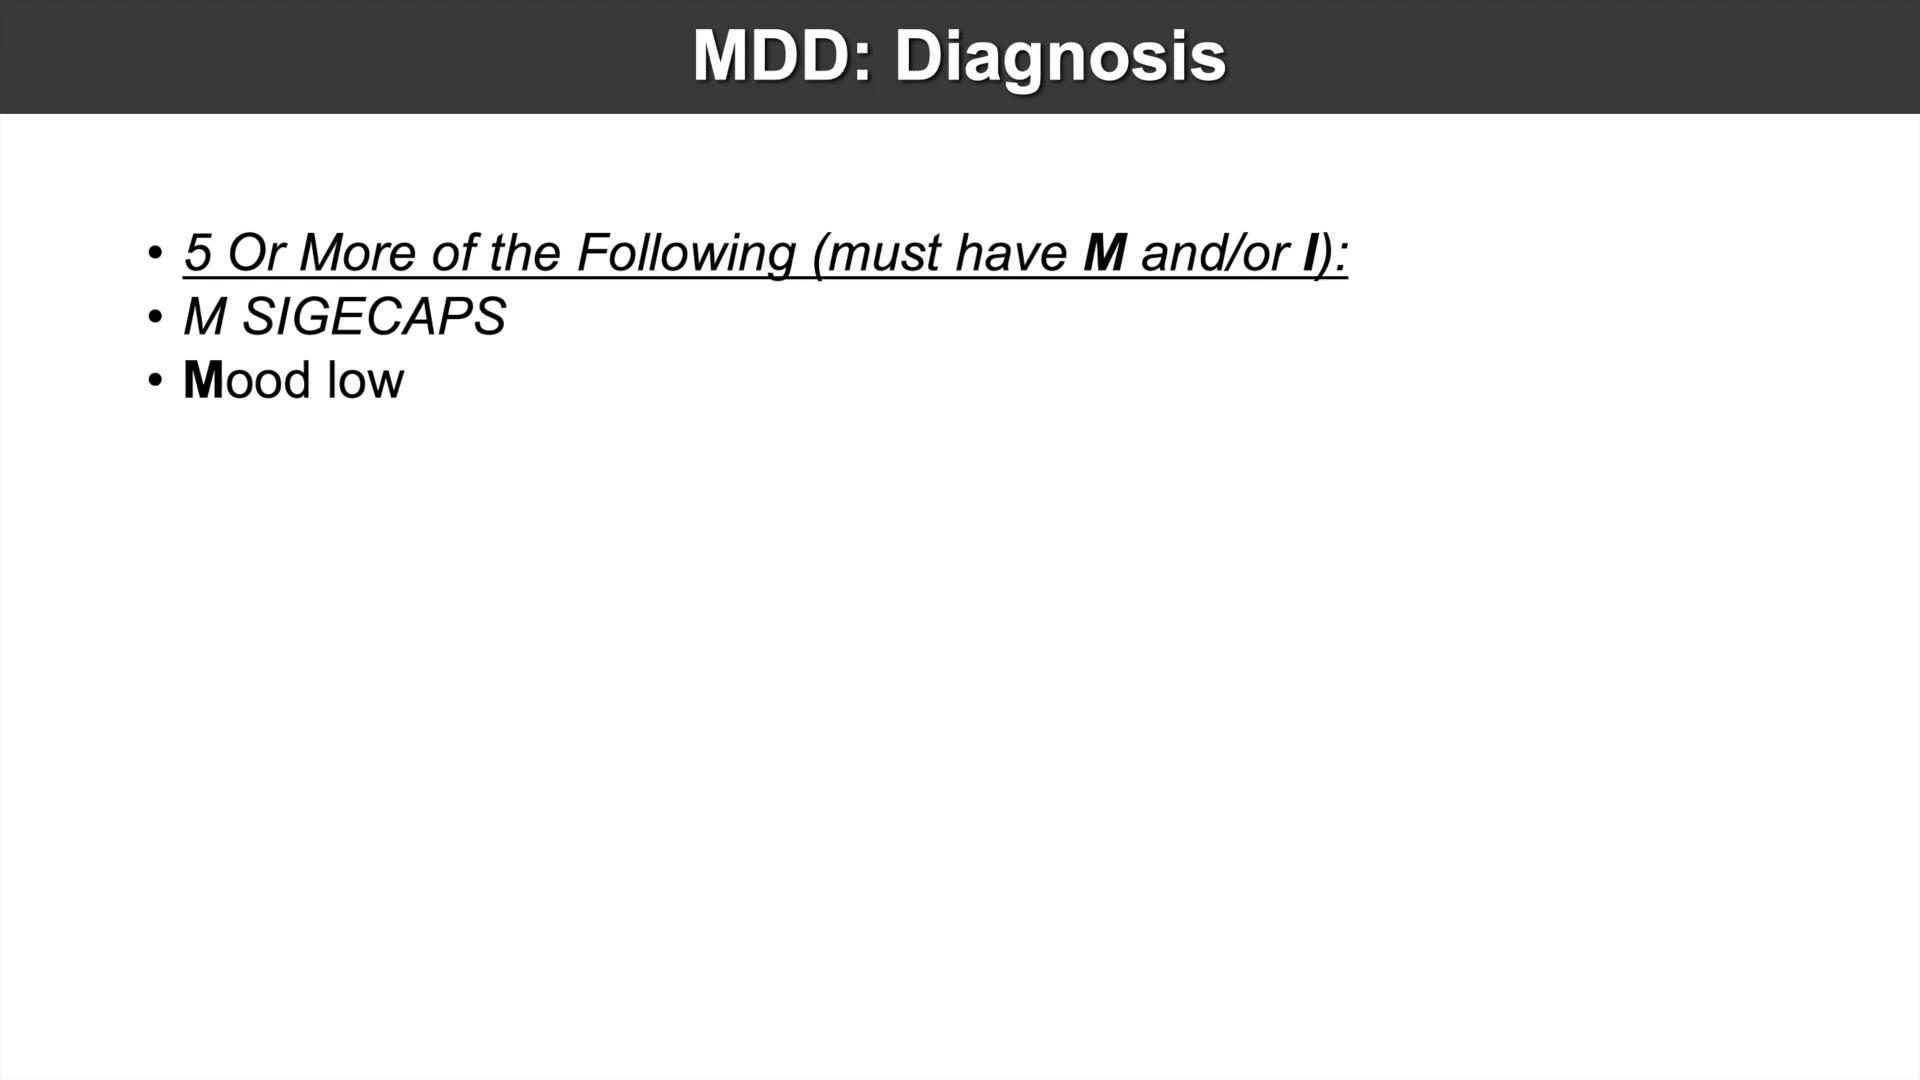 MDD: Diagnosis
• 5 Or More of the Following (must have M and/or I):
• M SIGECAPS
• Mood low